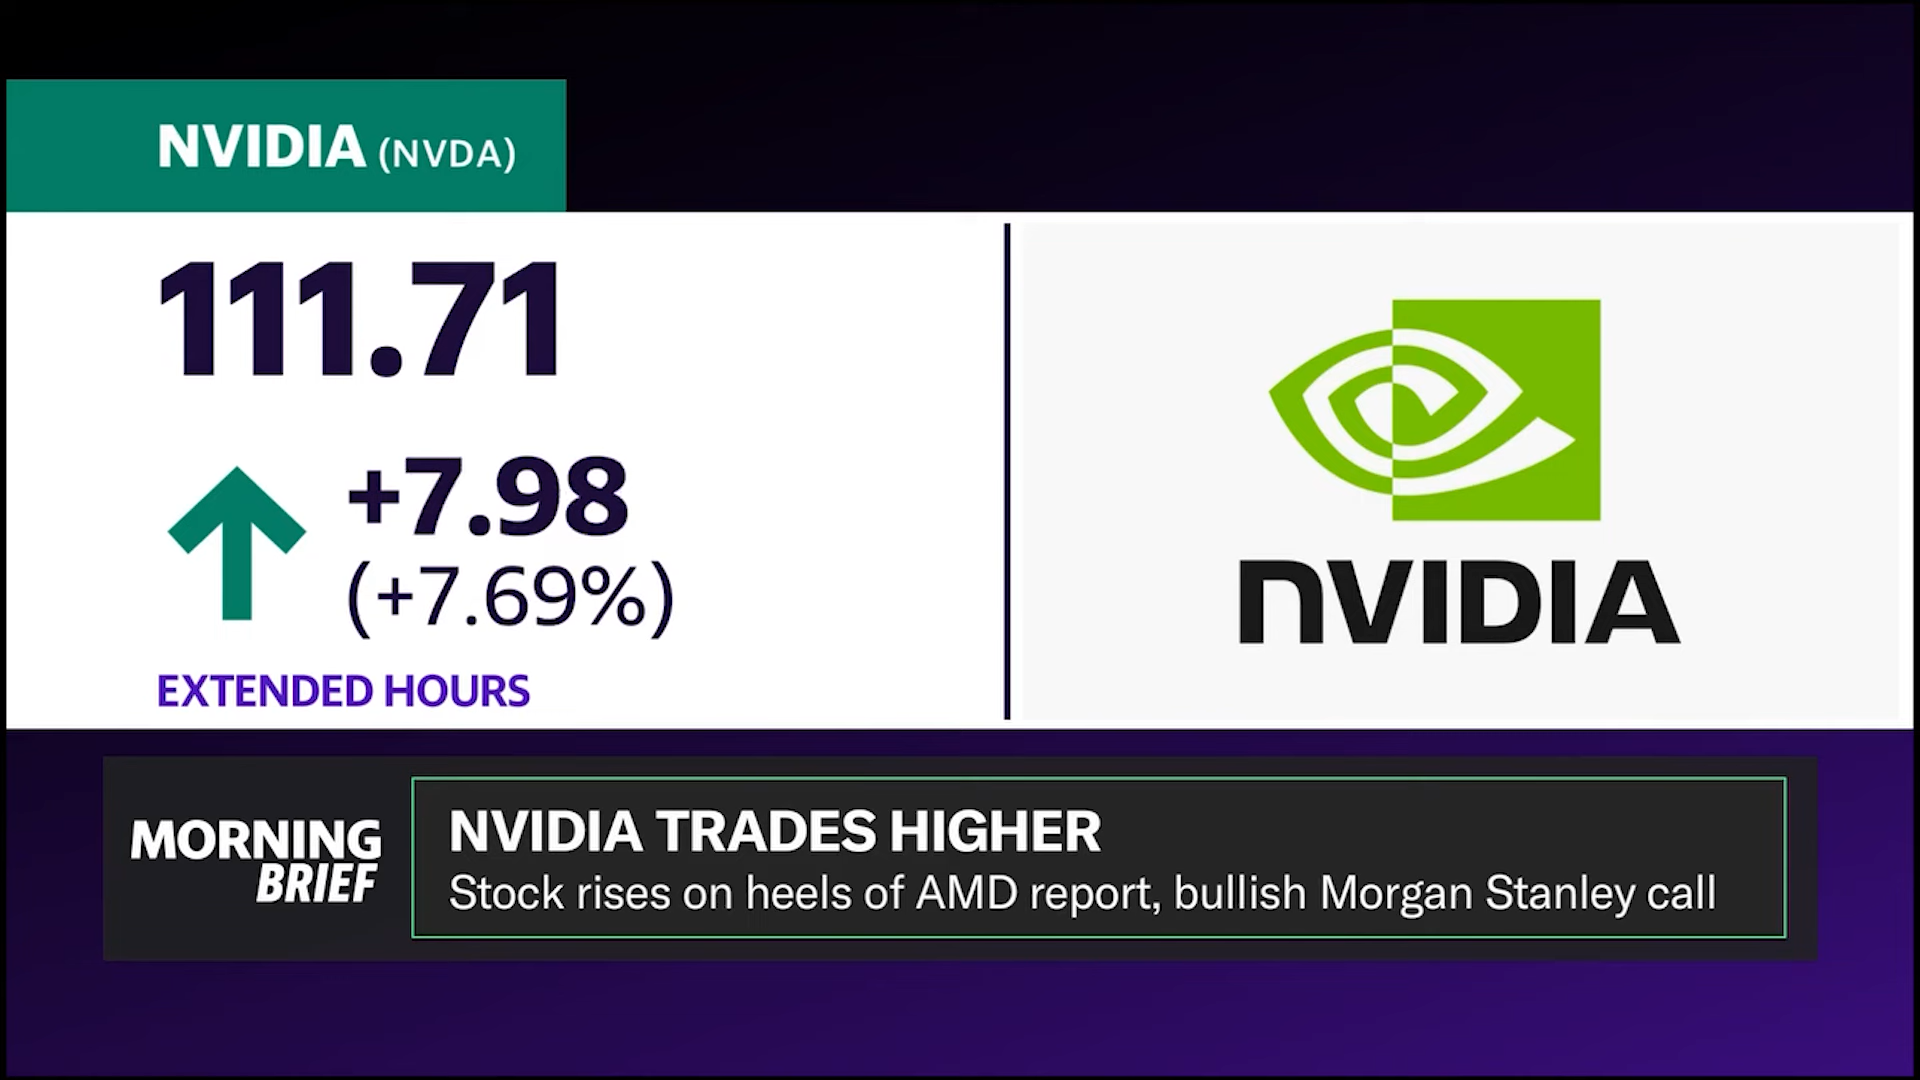 NVIDIA (NVDA)
111.71
+7.98
(+7.69%)
EXTENDED HOURS
NVIDIA
MORNING
BRIEF
NVIDIA TRADES HIGHER
Stock rises on heels of AMD report, bullish Morgan Stanley call